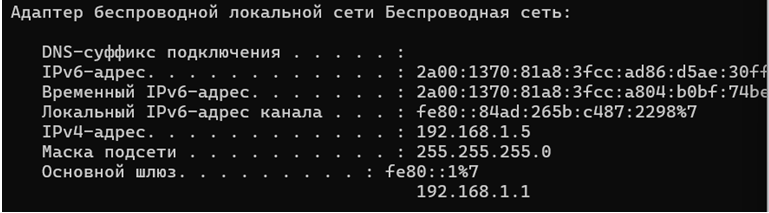 Адаптер беспроводной локальной сети Беспроводная сеть:
DNS-суффикс подключения . . . . . :
IPv6-адрес. . . . . . . . . . . . : 2a00:1370:81a8:3fcc:ad86:d5ae:30ff
Временный IPv6-адрес. . . . . . . : 2a00:1370:81a8:3fcc:a804:b0bf:74be
Локальный IPv6-адрес канала . . . : fe80::84ad:265b:c487:2298%7
IPv4-адрес. . . . . . . . . . . . : 192.168.1.5
Маска подсети . . . . . . . . . . : 255.255.255.0
Основной шлюз. . . . . . . . . : fe80::1%7
192.168.1.1